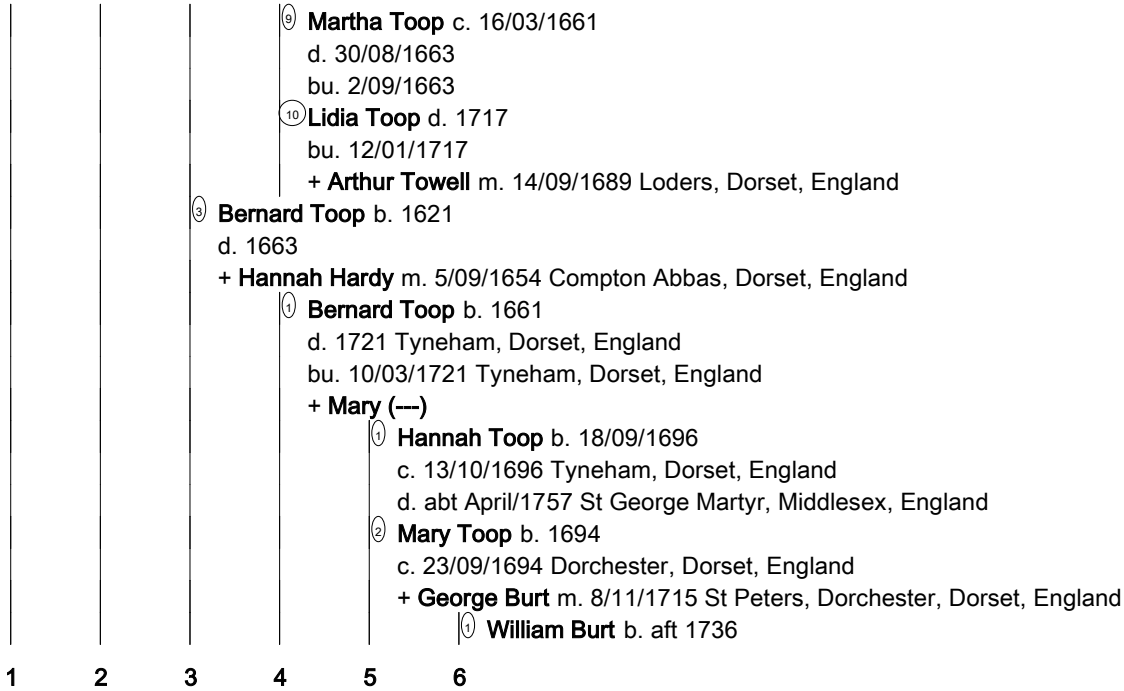 9 Martha Toop c. 16/03/1661
d. 30/08/1663
bu. 2/09/1663
10 Lidia Toop d. 1717
bu. 12/01/1717
+ Arthur Towell m. 14/09/1689 Loders, Dorset, England
3 Bernard Toop b. 1621
d. 1663
+ Hannah Hardy m. 5/09/1654 Compton Abbas, Dorset, England
1 Bernard Toop b. 1661
d. 1721 Tyneham, Dorset, England
bu. 10/03/1721 Tyneham, Dorset, England
+ Mary (---)
1 Hannah Toop b. 18/09/1696
c. 13/10/1696 Tyneham, Dorset, England
d. abt April/1757 St George Martyr, Middlesex, England
2 Mary Toop b. 1694
c. 23/09/1694 Dorchester, Dorset, England
+ George Burt m. 8/11/1715 St Peters, Dorchester, Dorset, England
1 William Burt b. aft 1736
1 2 3 4 5 6